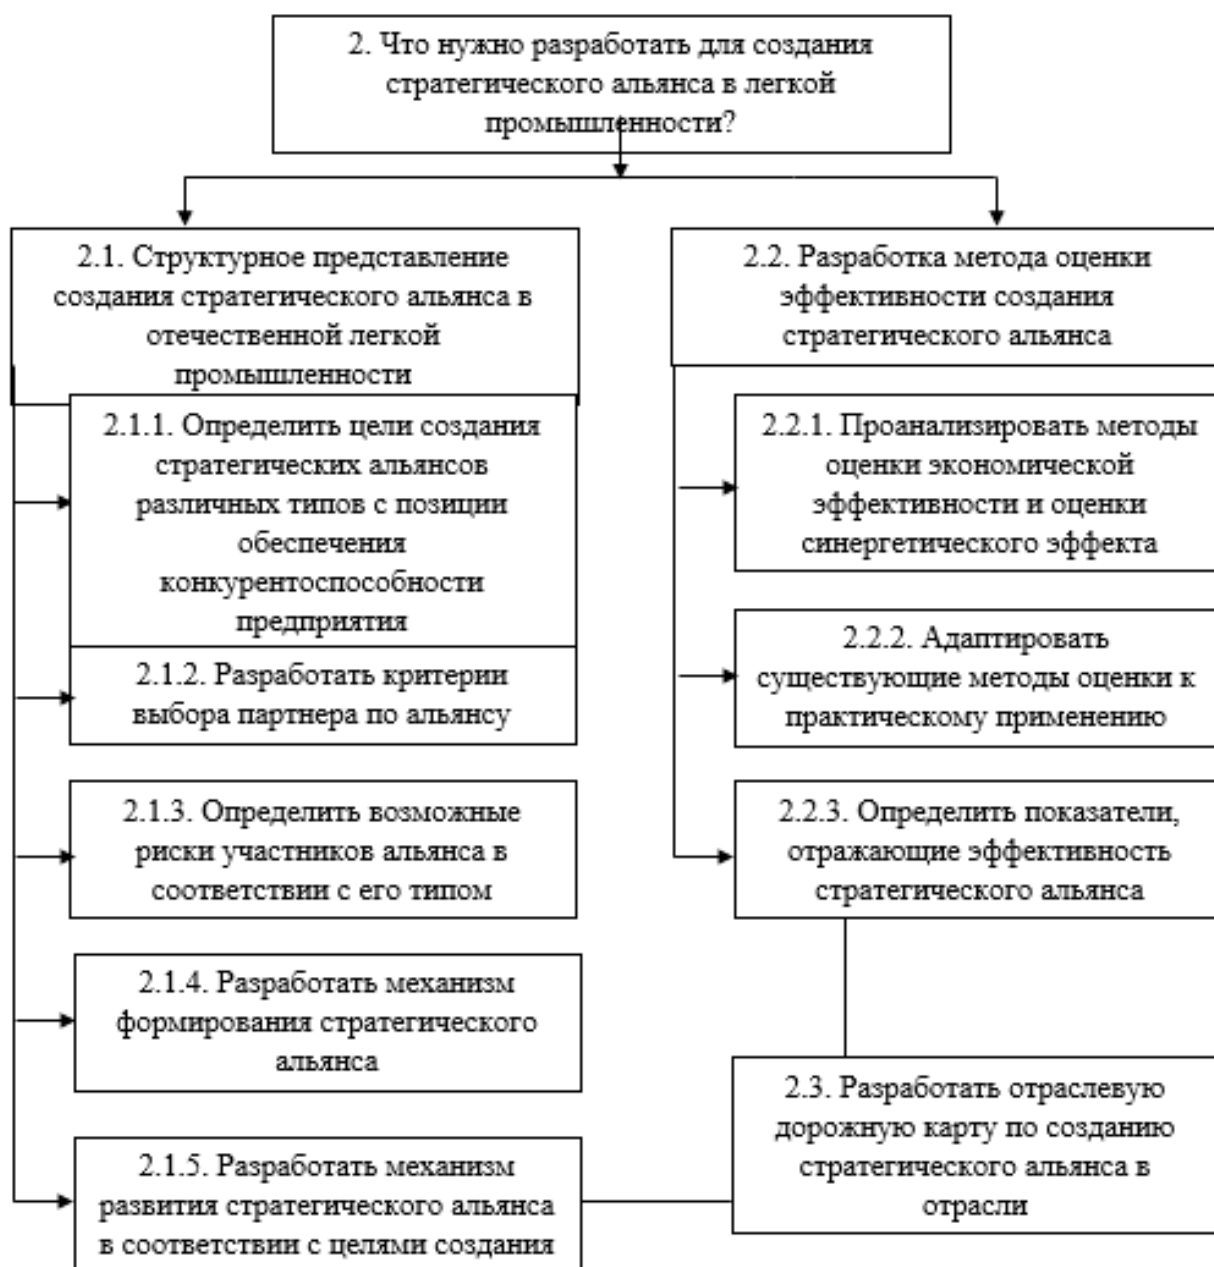 2. Что нужно разработать для создания
стратегического альянса в легкой
промышленности?
2.1. Структурное представление
создания стратегического альянса в
отечественной легкой
промышленности
2.1.1. Определить цели создания
стратегических альянсов
различных типов с позиции
обеспечения
конкурентоспособности
предприятия
2.1.2. Разработать критерии
выбора партнера по альянсу
2.1.3. Определить возможные
риски участников альянса в
соответствии с его типом
2.1.4. Разработать механизм
формирования стратегического
альянса
2.1.5. Разработать механизм
развития стратегического альянса
в соответствии с целями создания
2.2. Разработка метода оценки
эффективности создания
стратегического альянса
2.2.1. Проанализировать методы
оценки экономической
эффективности и оценки
синергетического эффекта
2.2.2. Адаптировать
существующие методы оценки к
практическому применению
2.2.3. Определить показатели,
отражающие эффективность
стратегического альянса
2.3. Разработать отраслевую
дорожную карту по созданию
стратегического альянса в
отрасли